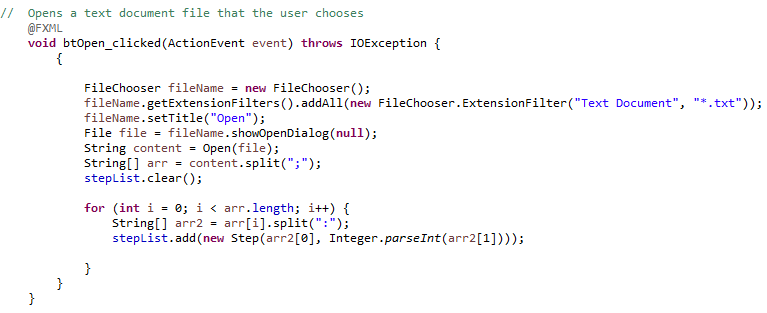 //  Opens a text document file that the user chooses
    @FXML
    void btOpen_clicked(ActionEvent event) throws IOException {
        {

            FileChooser fileName = new FileChooser();
            fileName.getExtensionFilters().addAll(new FileChooser.ExtensionFilter("Text Document", "*.txt"));
            fileName.setTitle("Open");
            File file = fileName.showOpenDialog(null);
            String content = Open(file);
            String[] arr = content.split(";");
            stepList.clear();

            for (int i = 0; i < arr.length; i++) {
                String[] arr2 = arr[i].split(":");
                stepList.add(new Step(arr2[0], Integer.parseInt(arr2[1])));

            }
        }
    }